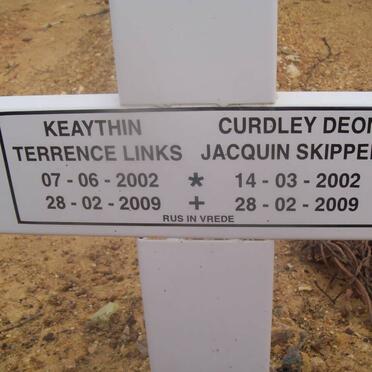 KEAYTHIN CURDLEY DEON
TERRENCE LINKS JACQUIN SKIPPER
07 - 06 - 2002 * 14 - 03 - 2002
28 - 02 - 2009 + 28 - 02 - 2009
RUS IN VREDE